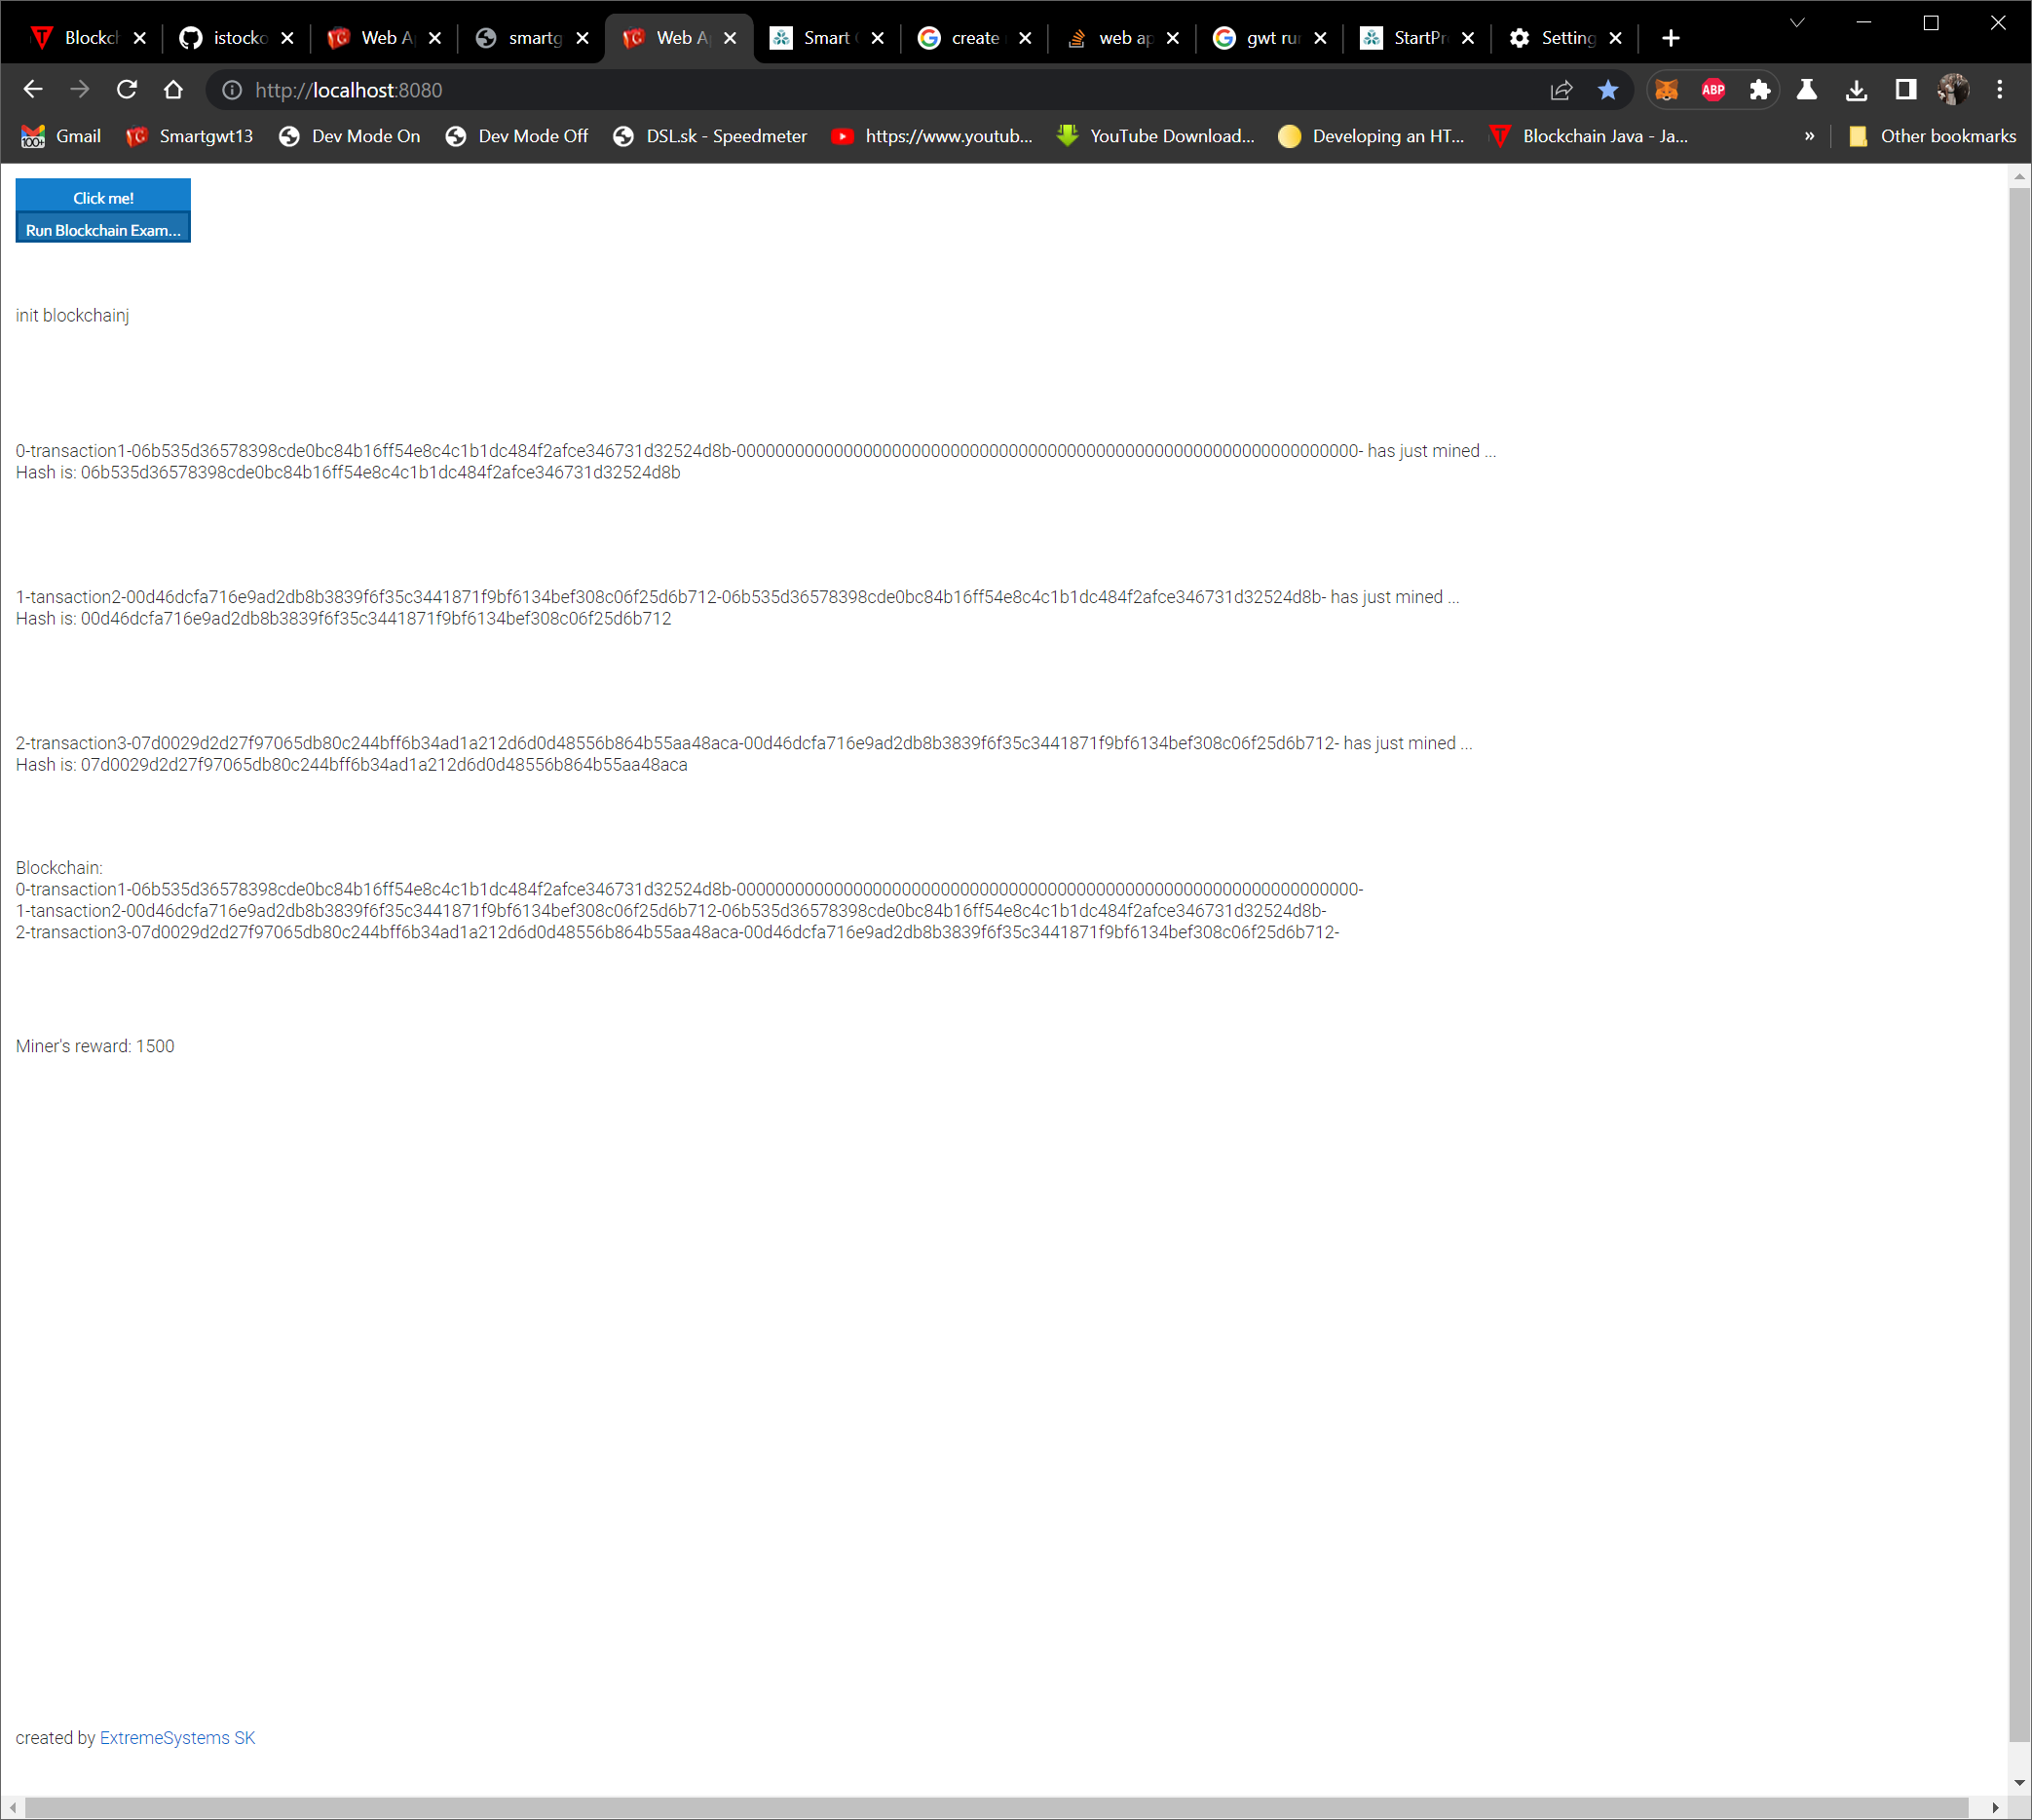 Blockch
istocko
Web A
smartg
Web A
Smart
create
web ap
gwt ru
StartPr
Setting
http://localhost:8080
ABP
100+
Gmail
Smartgwt13
Dev Mode On
Dev Mode Off
DSL.sk - Speedmeter
https://www.youtub...
YouTube Download...
Developing an HT...
Blockchain Java - Ja...
»
Other bookmarks
Click me!
Run Blockchain Exam...
init blockchainj
0-transaction1-06b535d36578398cde0bc84b16ff54e8c4c1b1dc484f2afce346731d32524d8b-0000000000000000000000000000000000000000000000000000000000000000- has just mined ...
Hash is: 06b535d36578398cde0bc84b16ff54e8c4c1b1dc484f2afce346731d32524d8b
1-tansaction2-00d46dcfa716e9ad2db8b3839f6f35c3441871f9bf6134bef308c06f25d6b712-06b535d36578398cde0bc84b16ff54e8c4c1b1dc484f2afce346731d32524d8b- has just mined ...
Hash is: 00d46dcfa716e9ad2db8b3839f6f35c3441871f9bf6134bef308c06f25d6b712
2-transaction3-07d0029d2d27f97065db80c244bff6b34ad1a212d6d0d48556b864b55aa48aca-00d46dcfa716e9ad2db8b3839f6f35c3441871f9bf6134bef308c06f25d6b712- has just mined ...
Hash is: 07d0029d2d27f97065db80c244bff6b34ad1a212d6d0d48556b864b55aa48aca
Blockchain:
0-transaction1-06b535d36578398cde0bc84b16ff54e8c4c1b1dc484f2afce346731d32524d8b-0000000000000000000000000000000000000000000000000000000000000000-
1-tansaction2-00d46dcfa716e9ad2db8b3839f6f35c3441871f9bf6134bef308c06f25d6b712-06b535d36578398cde0bc84b16ff54e8c4c1b1dc484f2afce346731d32524d8b-
2-transaction3-07d0029d2d27f97065db80c244bff6b34ad1a212d6d0d48556b864b55aa48aca-00d46dcfa716e9ad2db8b3839f6f35c3441871f9bf6134bef308c06f25d6b712-
Miner's reward: 1500
created by ExtremeSystems SK